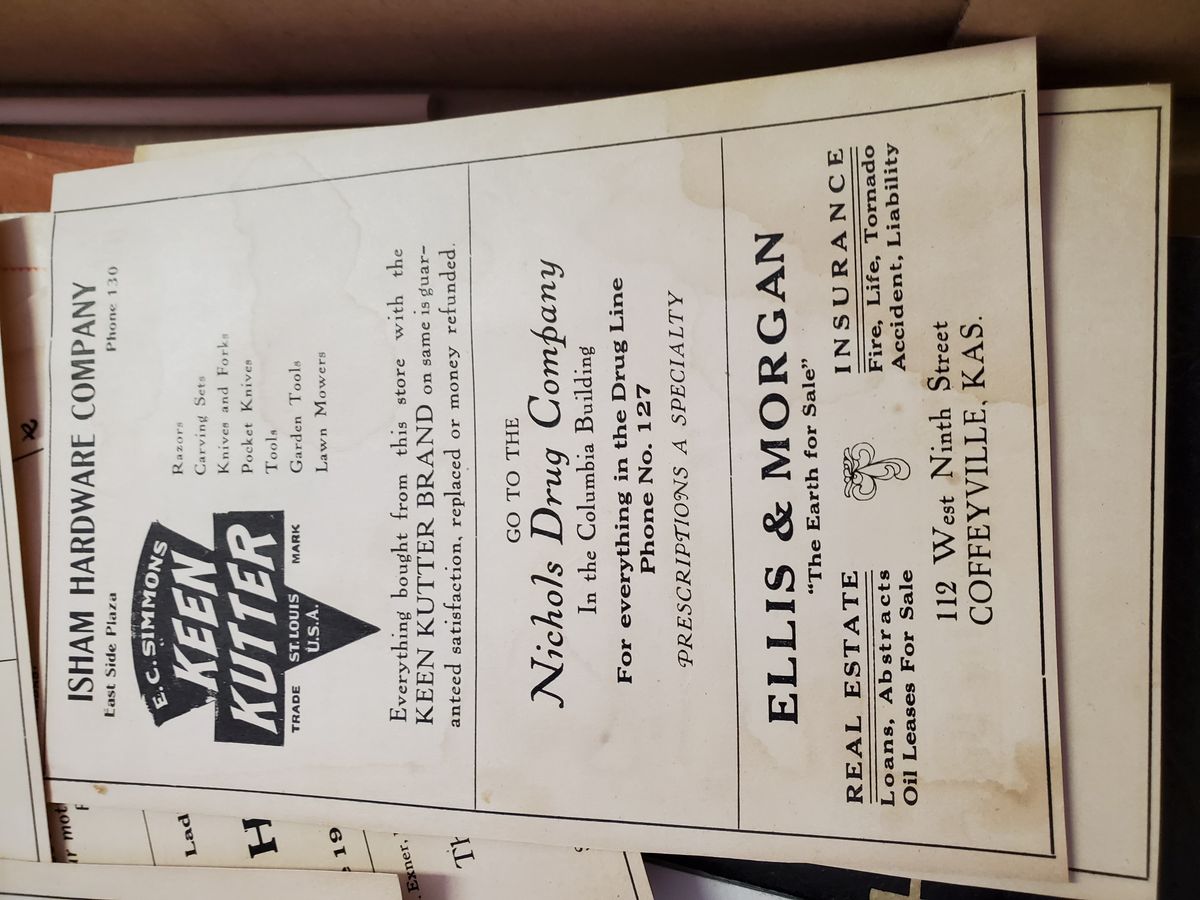 ISHAM HARDWARE COMPANY
East Side Plaza Phone 130
E.C. SIMMONS
KEEN
KUTTER
TRADE ST. LOUIS MARK
U.S.A.
Razors
Carving Sets
Knives and Forks
Pocket Knives
Tools
Garden Tools
Lawn Mowers
Everything bought from this store with the
KEEN KUTTER BRAND on same is guar-
anteed satisfaction, replaced or money refunded.
GO TO THE
Nichols Drug Company
In the Columbia Building
For everything in the Drug Line
Phone No. 127
PRESCRIPTIONS A SPECIALTY
ELLIS & MORGAN
"The Earth for Sale"
REAL ESTATE
Loans, Abstracts
Oil Leases For Sale
INSURANCE
Fire, Life, Tornado
Accident, Liability
112 West Ninth Street
COFFEYVILLE, KAS.
Lad
H
19
Exner,